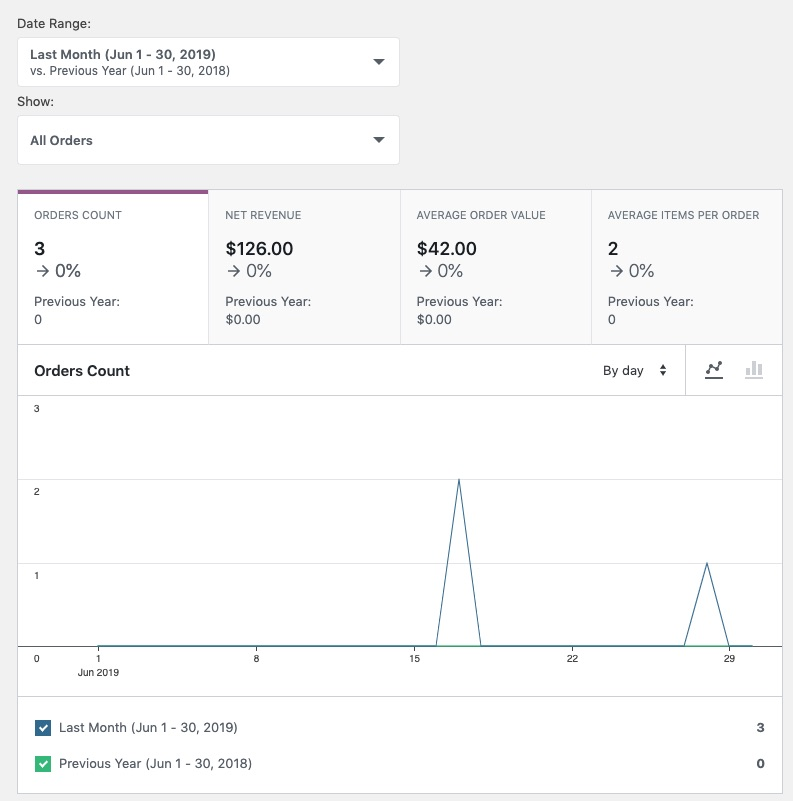 Date Range:
Last Month (Jun 1 - 30, 2019)
vs. Previous Year (Jun 1 - 30, 2018)
Show:
All Orders
ORDERS COUNT
3
→ 0%
Previous Year:
0
NET REVENUE
$126.00
→ 0%
Previous Year:
$0.00
AVERAGE ORDER VALUE
$42.00
→ 0%
Previous Year:
$0.00
AVERAGE ITEMS PER ORDER
2
→ 0%
Previous Year:
0
Orders Count
By day
3
2
1
0
1 8 15 22 29
Jun 2019
Last Month (Jun 1 - 30, 2019) 3
Previous Year (Jun 1 - 30, 2018) 0